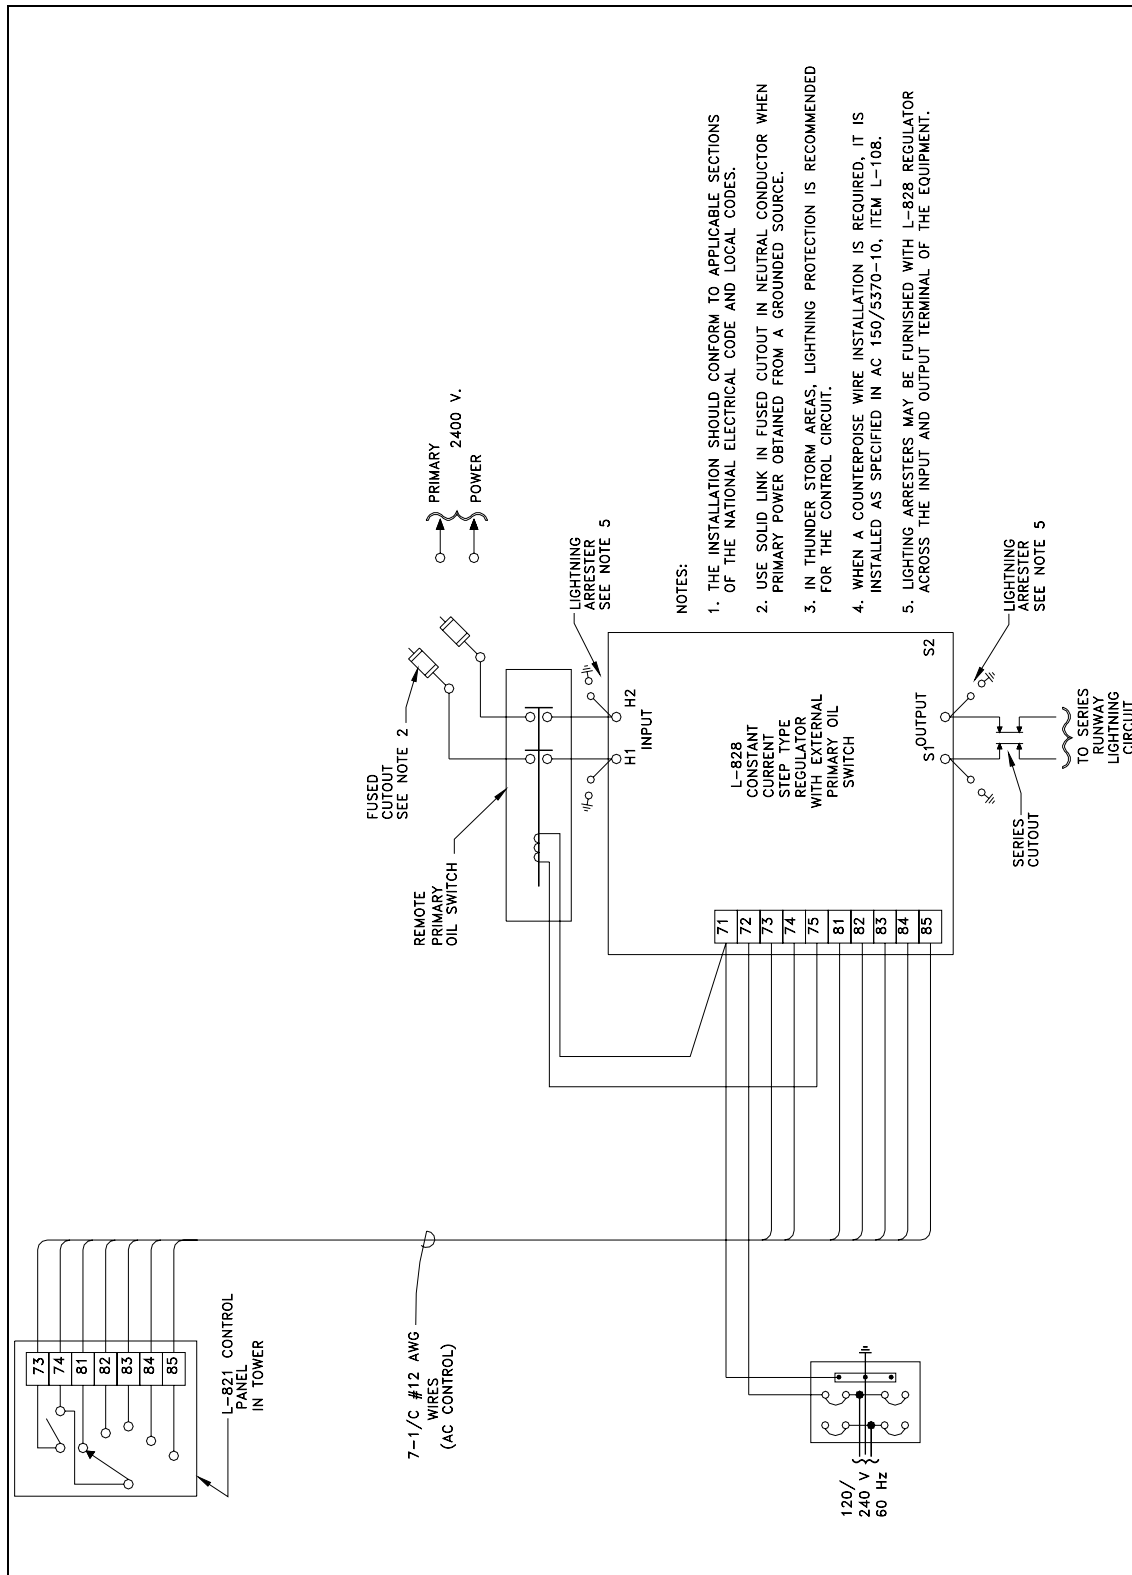 PRIMARY
2400 V.
POWER
FUSED
CUTOUT
SEE NOTE 2
REMOTE
PRIMARY
OIL SWITCH
LIGHTNING
ARRESTER
SEE NOTE 5
H1
H2
INPUT
L-828
CONSTANT
CURRENT
STEP TYPE
REGULATOR
WITH EXTERNAL
PRIMARY OIL
SWITCH
71
72
73
74
75
81
82
83
84
85
S1
OUTPUT
S2
LIGHTNING
ARRESTER
SEE NOTE 5
SERIES
CUTOUT
TO SERIES
RUNWAY
LIGHTNING
CIRCUIT
73
74
81
82
83
84
85
L-821 CONTROL
PANEL
IN TOWER
7-1/C #12 AWG
WIRES
(AC CONTROL)
120/
240 V
60 Hz
NOTES:
1. THE INSTALLATION SHOULD CONFORM TO APPLICABLE SECTIONS
OF THE NATIONAL ELECTRICAL CODE AND LOCAL CODES.
2. USE SOLID LINK IN FUSED CUTOUT IN NEUTRAL CONDUCTOR WHEN
PRIMARY POWER OBTAINED FROM A GROUNDED SOURCE.
3. IN THUNDER STORM AREAS, LIGHTNING PROTECTION IS RECOMMENDED
FOR THE CONTROL CIRCUIT.
4. WHEN A COUNTERPOISE WIRE INSTALLATION IS REQUIRED, IT IS
INSTALLED AS SPECIFIED IN AC 150/5370-10, ITEM L-108.
5. LIGHTING ARRESTERS MAY BE FURNISHED WITH L-828 REGULATOR
ACROSS THE INPUT AND OUTPUT TERMINAL OF THE EQUIPMENT.